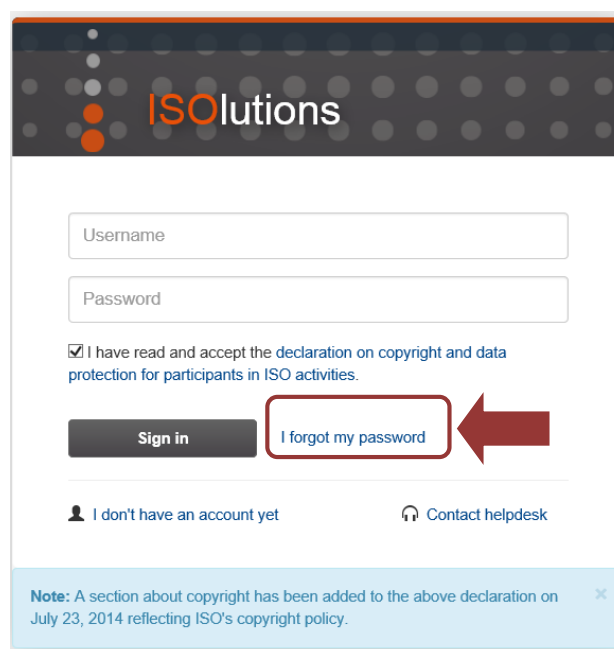 ISOlutions
Username
Password
I have read and accept the declaration on copyright and data
protection for participants in ISO activities.
Sign in
I forgot my password
I don't have an account yet
Contact helpdesk
Note: A section about copyright has been added to the above declaration on
July 23, 2014 reflecting ISO's copyright policy.